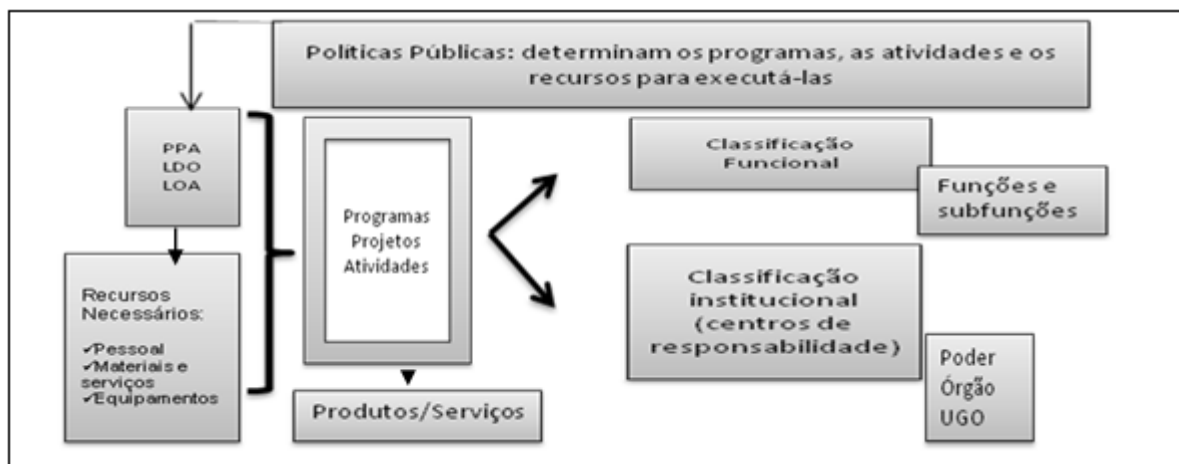 Políticas Públicas: determinam os programas, as atividades e os
recursos para executá-las
PPA
LDO
LOA
Recursos
Necessários:
✓Pessoal
✓Materiais e
serviços
✓Equipamentos
Programas
Projetos
Atividades
Produtos/Serviços
Classificação
Funcional
Funções e
subfunções
Classificação
institucional
(centros de
responsabilidade)
Poder
Órgão
UGO